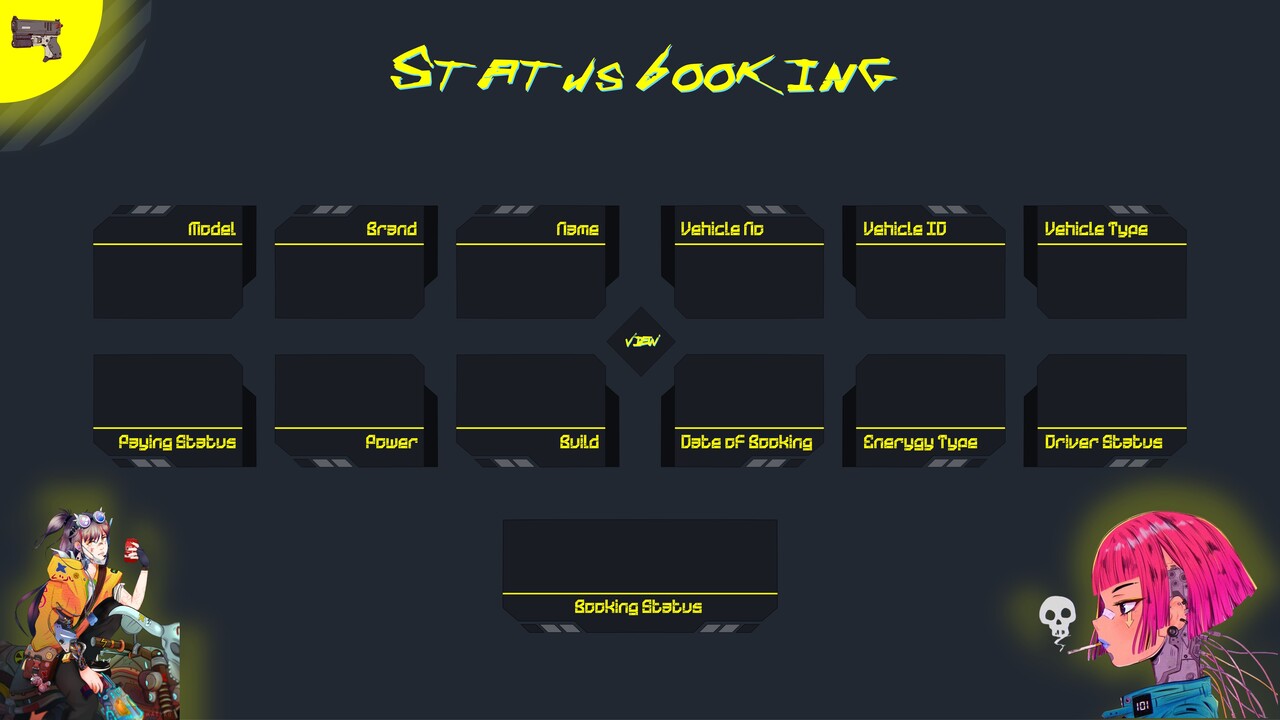 Status booking
Model
Brand
Name
Vehicle No
Vehicle ID
Vehicle Type
VIEW
Paying Status
Power
Build
Date of Booking
Enerygy Type
Driver Status
Booking Status
101